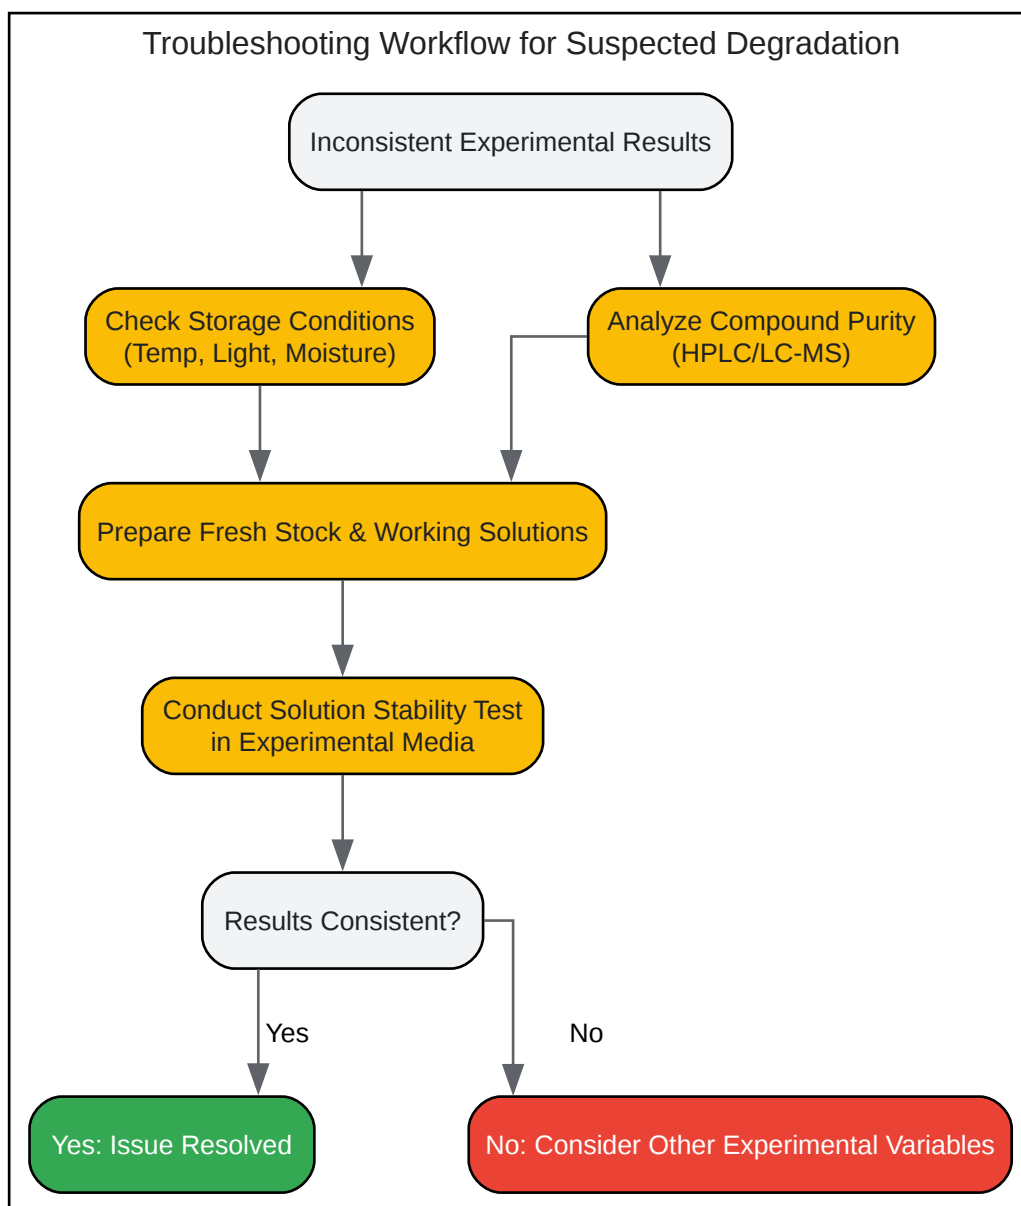 Troubleshooting Workflow for Suspected Degradation
Inconsistent Experimental Results
Check Storage Conditions
(Temp, Light, Moisture)
Analyze Compound Purity
(HPLC/LC-MS)
Prepare Fresh Stock & Working Solutions
Conduct Solution Stability Test
in Experimental Media
Results Consistent?
Yes
No
Yes: Issue Resolved
No: Consider Other Experimental Variables